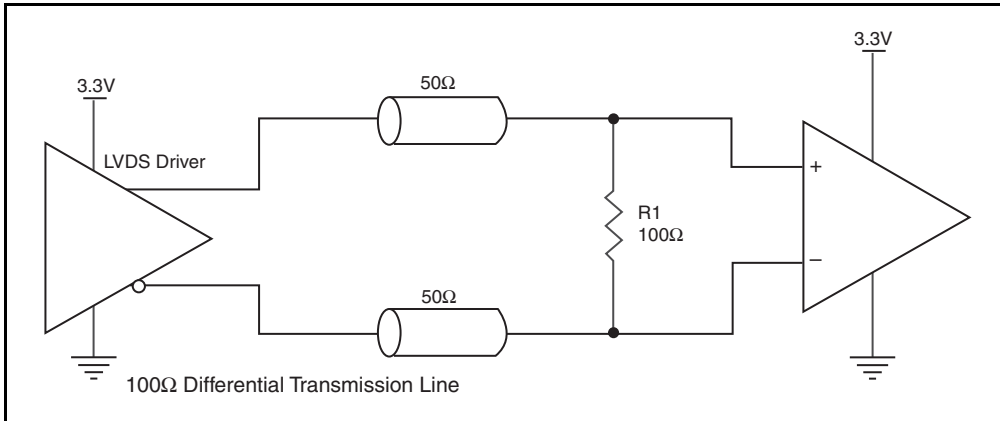 3.3V
3.3V
50Ω
LVDS Driver
+
R1
100Ω
–
50Ω
100Ω Differential Transmission Line